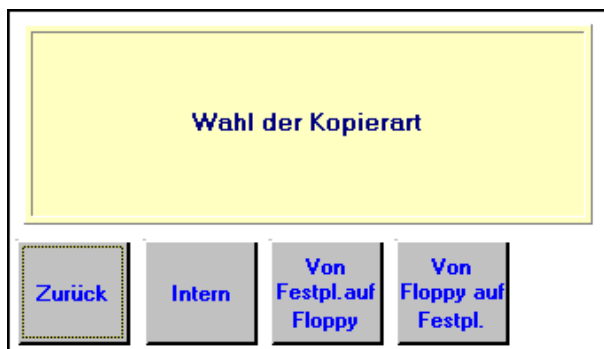 Wahl der Kopierart
Zurück
Intern
Von
Festpl.auf
Floppy
Von
Floppy auf
Festpl.